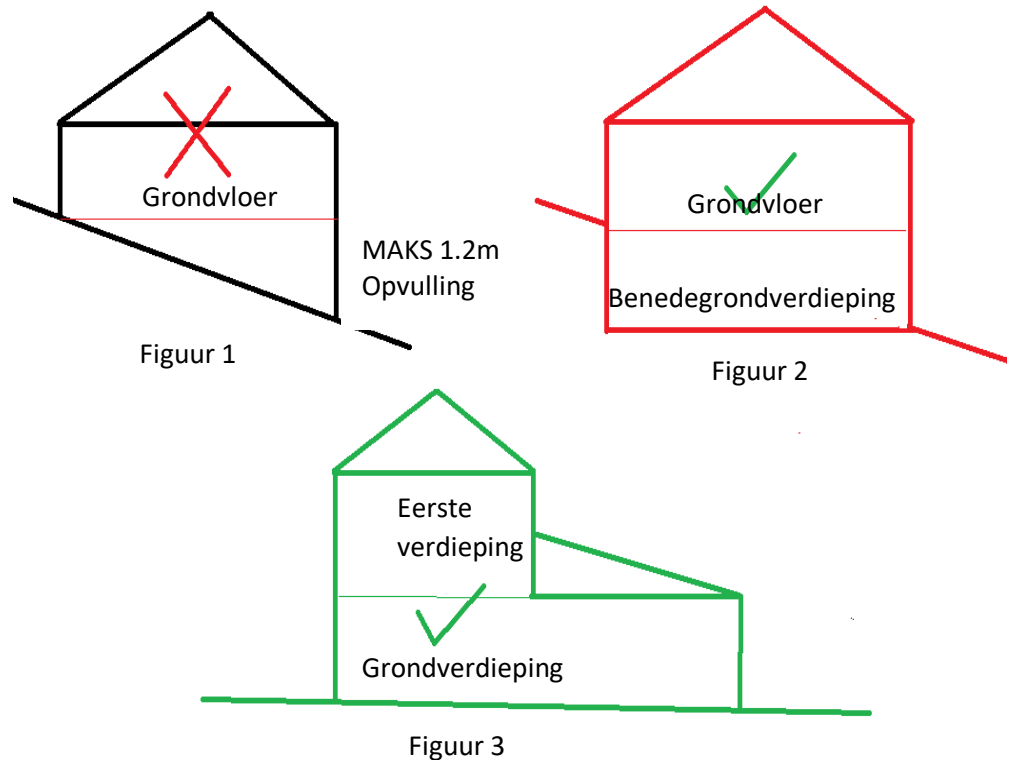 Grondvloer
MAKS 1.2m
Opvulling
Figuur 1
Grondvloer
Benedegrondverdieping
Figuur 2
Eerste
verdieping
Grondverdieping
Figuur 3